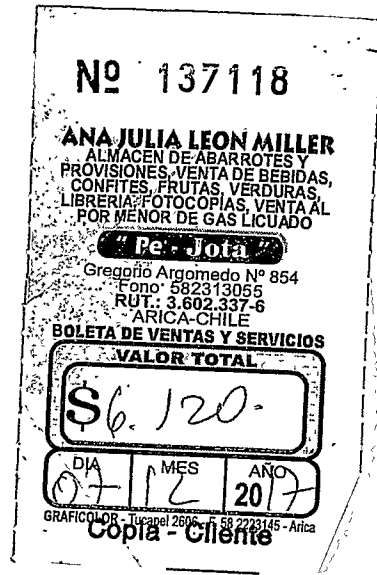 Nº 137118
ANA JULIA LEON MILLER
ALMACEN DE ABARROTES Y
PROVISIONES, VENTA DE BEBIDAS,
CONFITES, FRUTAS, VERDURAS,
LIBRERIA, FOTOCOPIAS, VENTA AL
POR MENOR DE GAS LICUADO
"Pe - Jota"
Gregorio Argomedo Nº 854
Fono: 582313055
RUT.: 3.602.337-6
ARICA-CHILE
BOLETA DE VENTAS Y SERVICIOS
VALOR TOTAL
$6.120.-
DIA MES AÑO
07 12 2017
GRAFICOLOR - Tucapel 2606 - F. 58 2223145 - Arica
Copia - Cliente